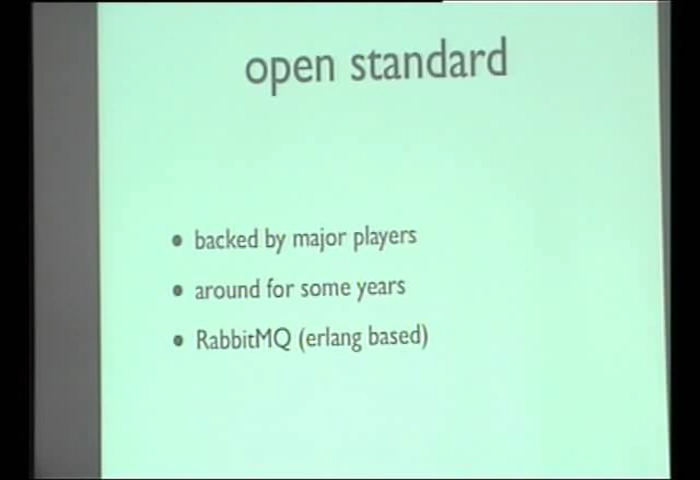 open standard
• backed by major players
• around for some years
• RabbitMQ (erlang based)